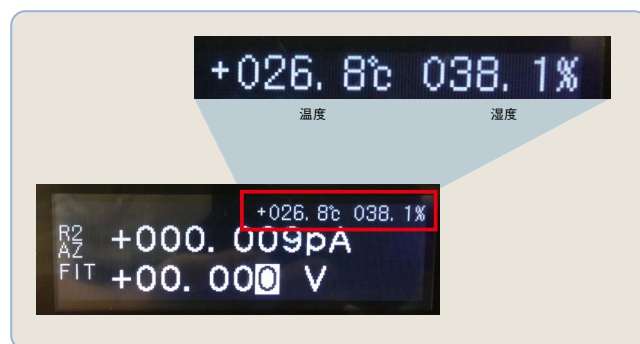 +026. 8℃ 038. 1%
温度 湿度
+026. 8℃ 038. 1%
R2 +000. 009pA
AZ
FIT +00. 000 V